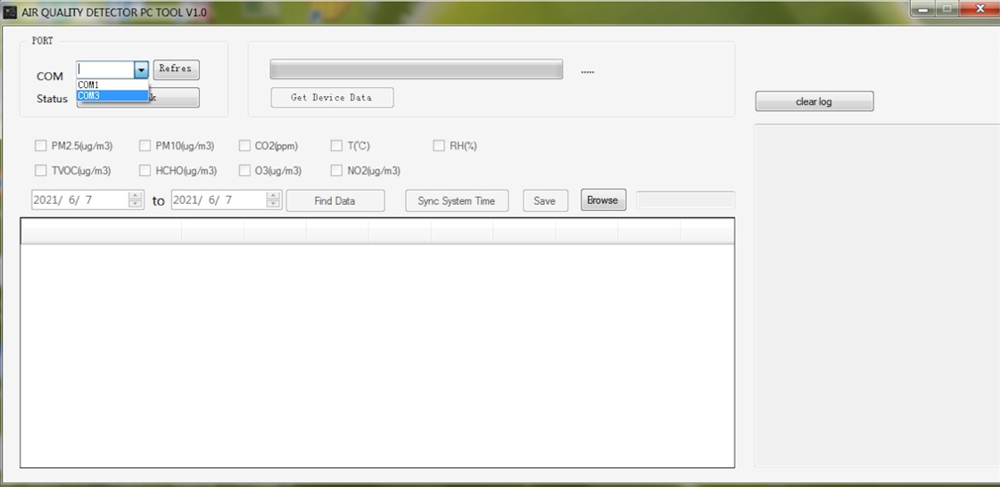 AIR QUALITY DETECTOR PC TOOL V1.0
PORT
COM
Refres
COM1
COM3
Status
k
.....
Get Device Data
clear log
PM2.5(ug/m3) PM10(ug/m3) CO2(ppm) T(℃) RH(%)
TVOC(ug/m3) HCHO(ug/m3) O3(ug/m3) NO2(ug/m3)
2021/ 6/ 7 to 2021/ 6/ 7 Find Data Sync System Time Save Browse